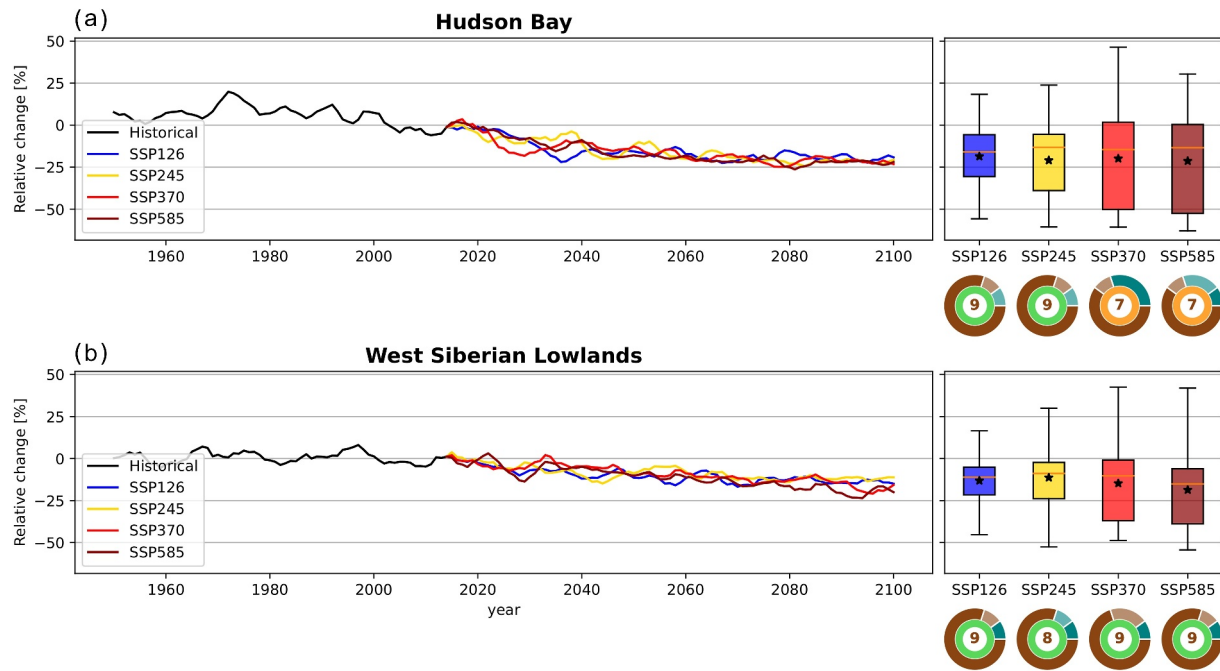 (a)
Hudson Bay
Relative change [%]
50
25
0
−25
−50
Historical
SSP126
SSP245
SSP370
SSP585
1960 1980 2000 2020 2040 2060 2080 2100
SSP126 SSP245 SSP370 SSP585
9 9 7 7
(b)
West Siberian Lowlands
Relative change [%]
50
25
0
−25
−50
Historical
SSP126
SSP245
SSP370
SSP585
1960 1980 2000 2020 2040 2060 2080 2100
year
SSP126 SSP245 SSP370 SSP585
9 8 9 9